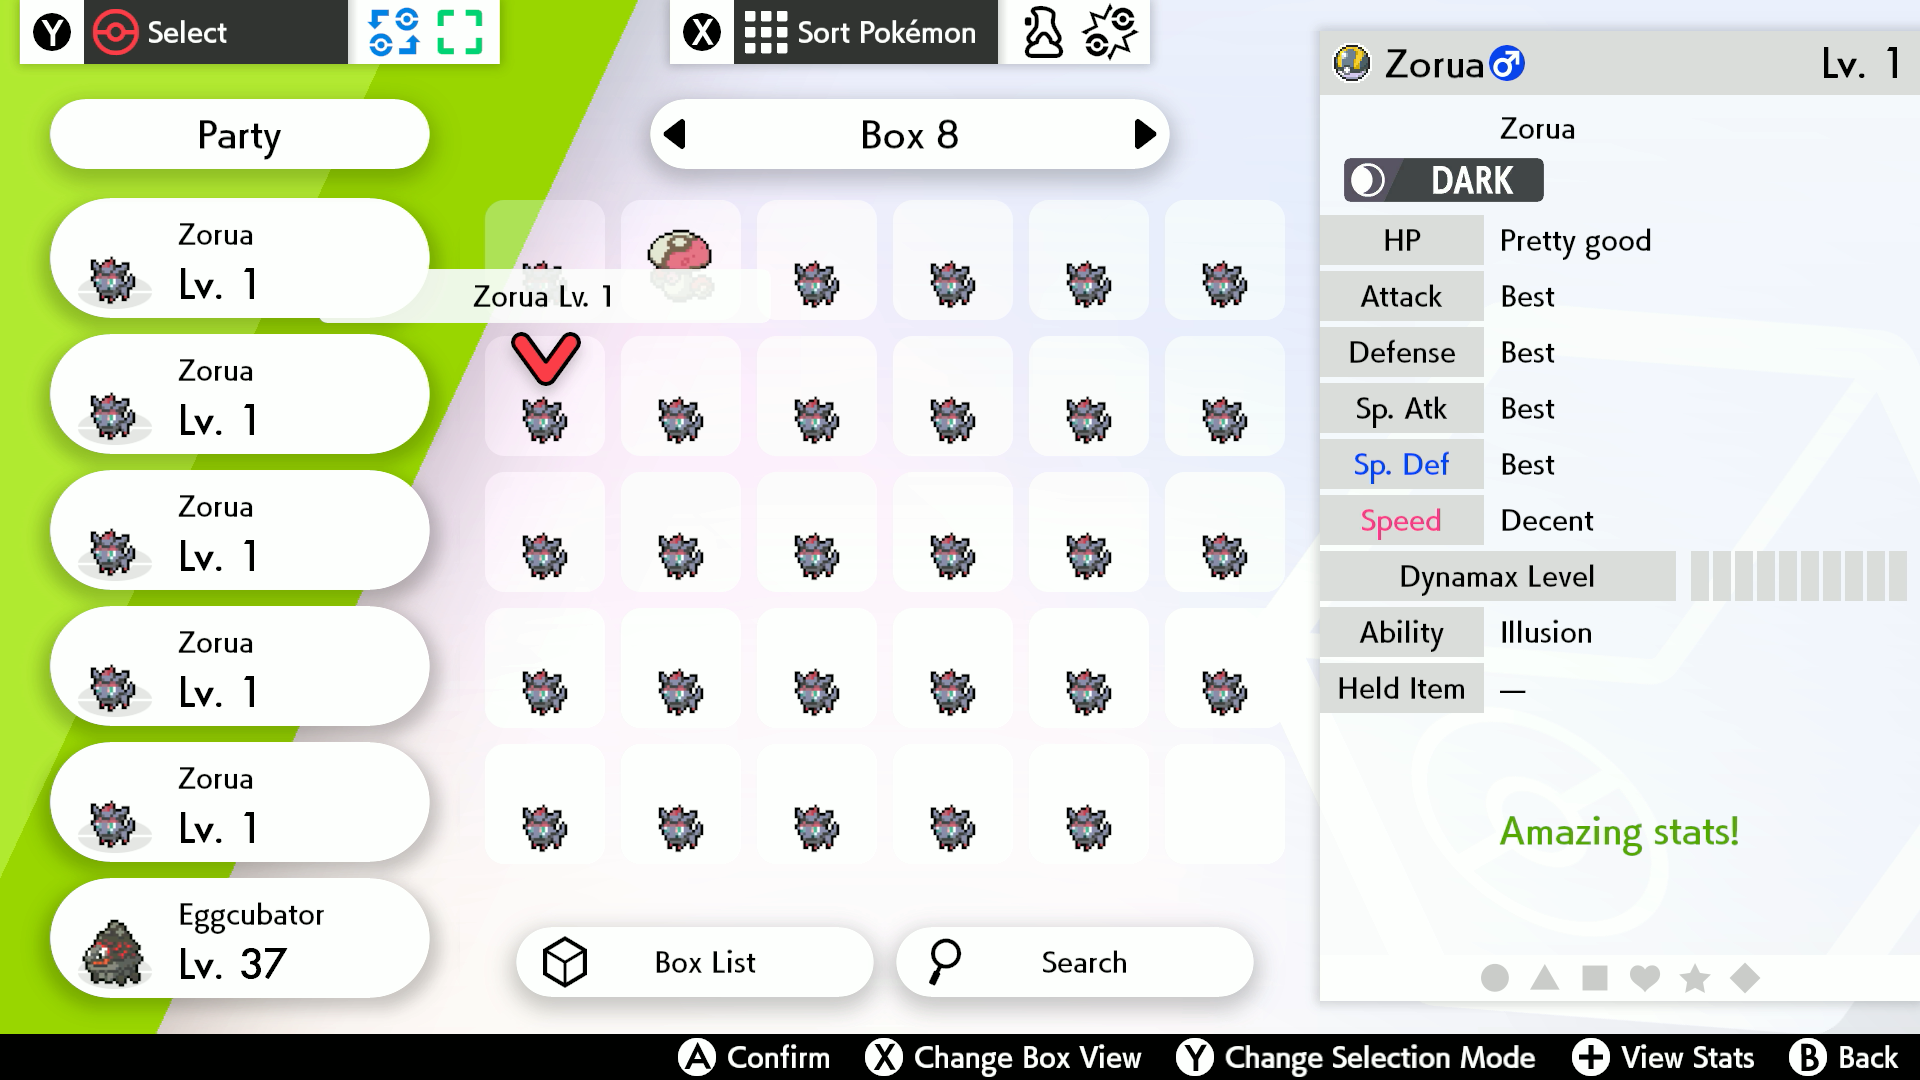 Y Select
X Sort Pokémon
Party
Box 8
Zorua
Lv. 1
Zorua
Lv. 1
Zorua
Lv. 1
Zorua
Lv. 1
Zorua
Lv. 1
Eggcubator
Lv. 37
Zorua Lv. 1
Box List
Search
Zorua ♂ Lv. 1
Zorua
DARK
HP Pretty good
Attack Best
Defense Best
Sp. Atk Best
Sp. Def Best
Speed Decent
Dynamax Level
Ability Illusion
Held Item —
Amazing stats!
A Confirm X Change Box View Y Change Selection Mode + View Stats B Back